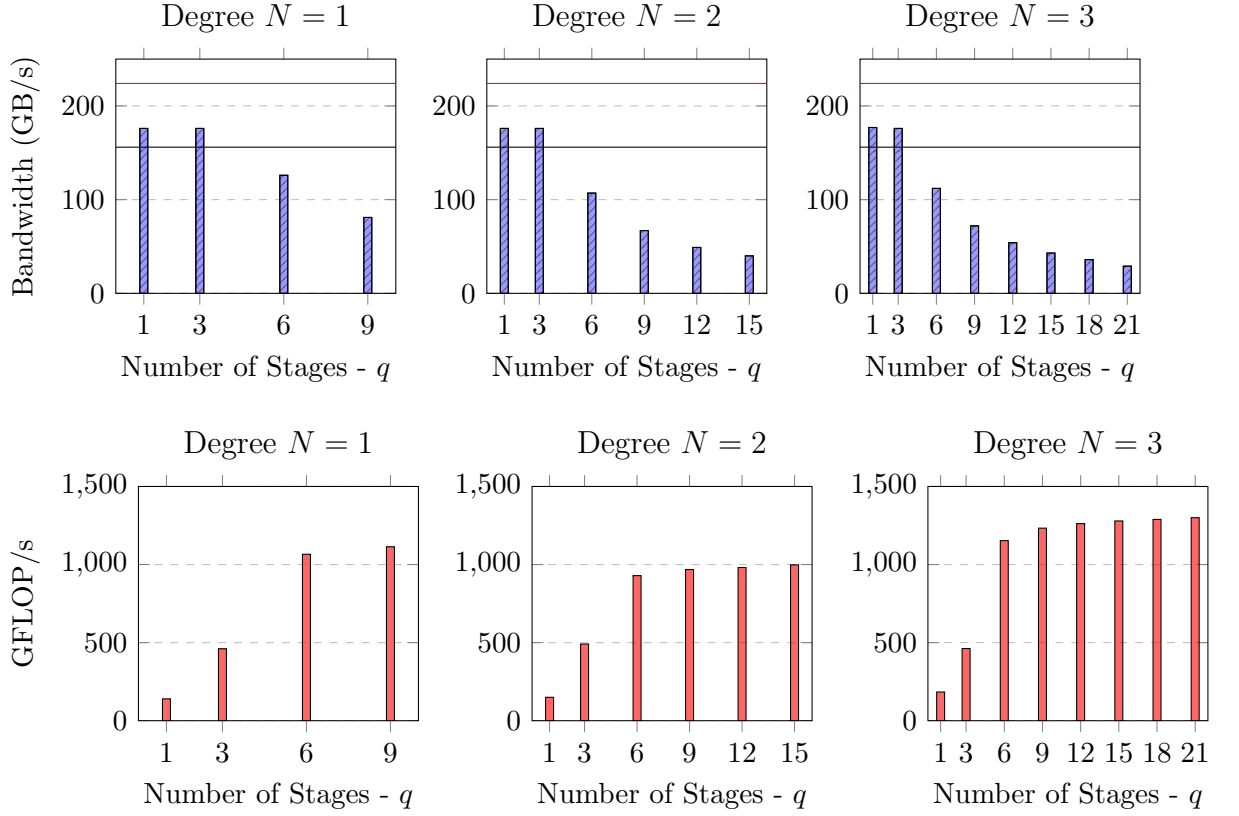 Degree N = 1
Degree N = 2
Degree N = 3
Bandwidth (GB/s)
200
100
0
1 3 6 9
Number of Stages - q
200
100
0
1 3 6 9 12 15
Number of Stages - q
200
100
0
1 3 6 9 12 15 18 21
Number of Stages - q
Degree N = 1
Degree N = 2
Degree N = 3
GFLOP/s
1,500
1,000
500
0
1 3 6 9
Number of Stages - q
1,500
1,000
500
0
1 3 6 9 12 15
Number of Stages - q
1,500
1,000
500
0
1 3 6 9 12 15 18 21
Number of Stages - q